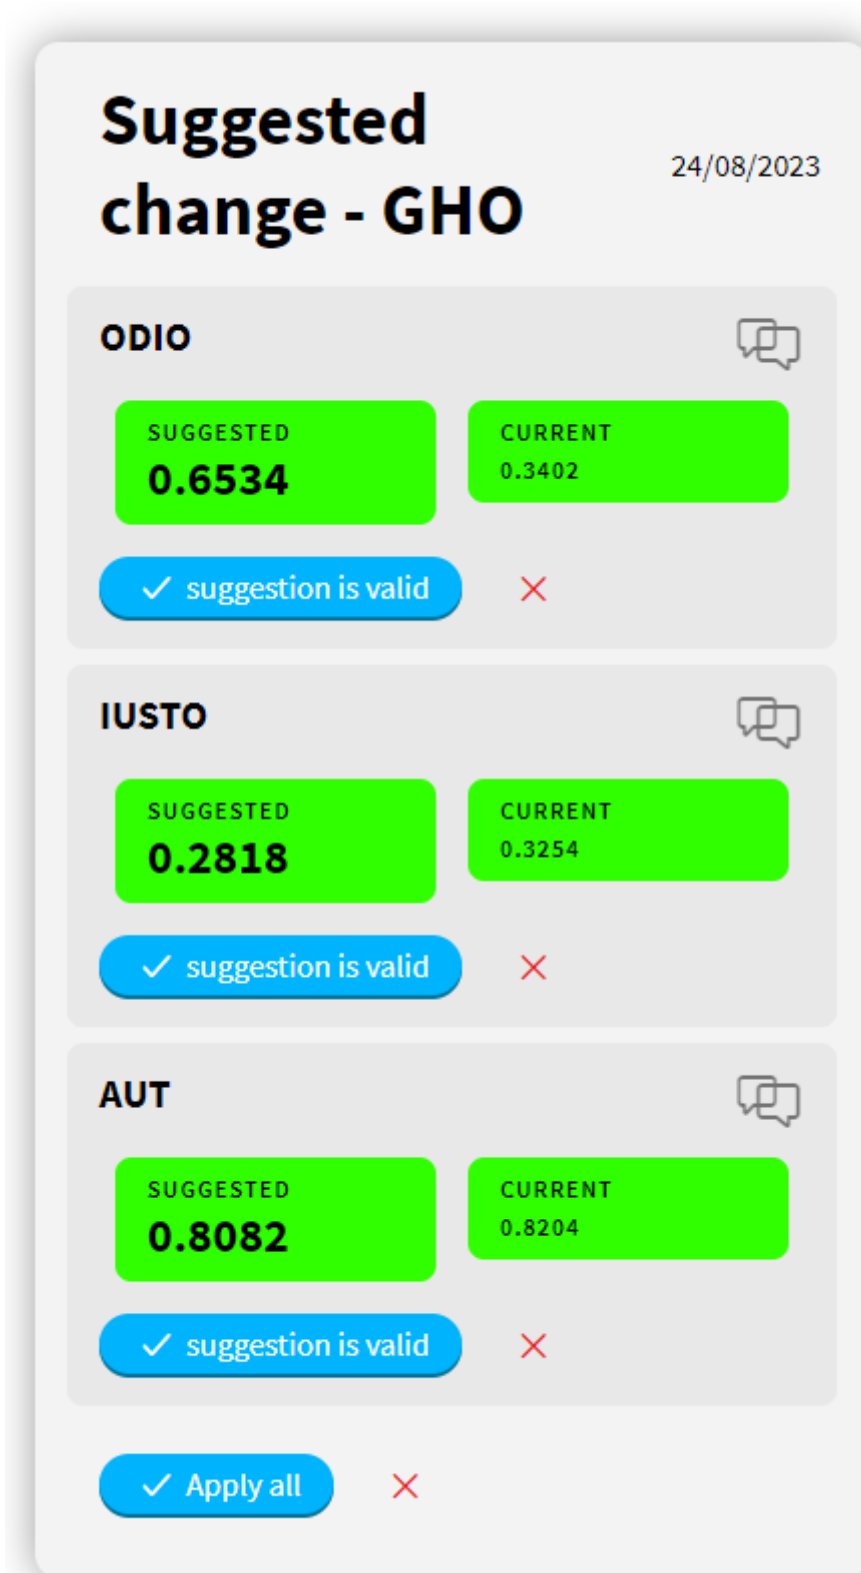 Suggested
change - GHO
24/08/2023
ODIO
SUGGESTED
0.6534
CURRENT
0.3402
suggestion is valid
IUSTO
SUGGESTED
0.2818
CURRENT
0.3254
suggestion is valid
AUT
SUGGESTED
0.8082
CURRENT
0.8204
suggestion is valid
Apply all